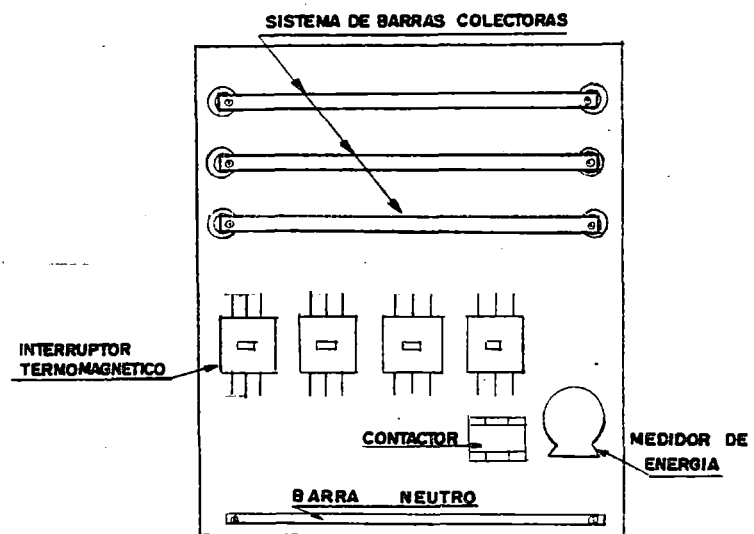 SISTEMA DE BARRAS COLECTORAS
INTERRUPTOR
TERMOMAGNETICO
CONTACTOR
MEDIDOR DE
ENERGIA
BARRA NEUTRO